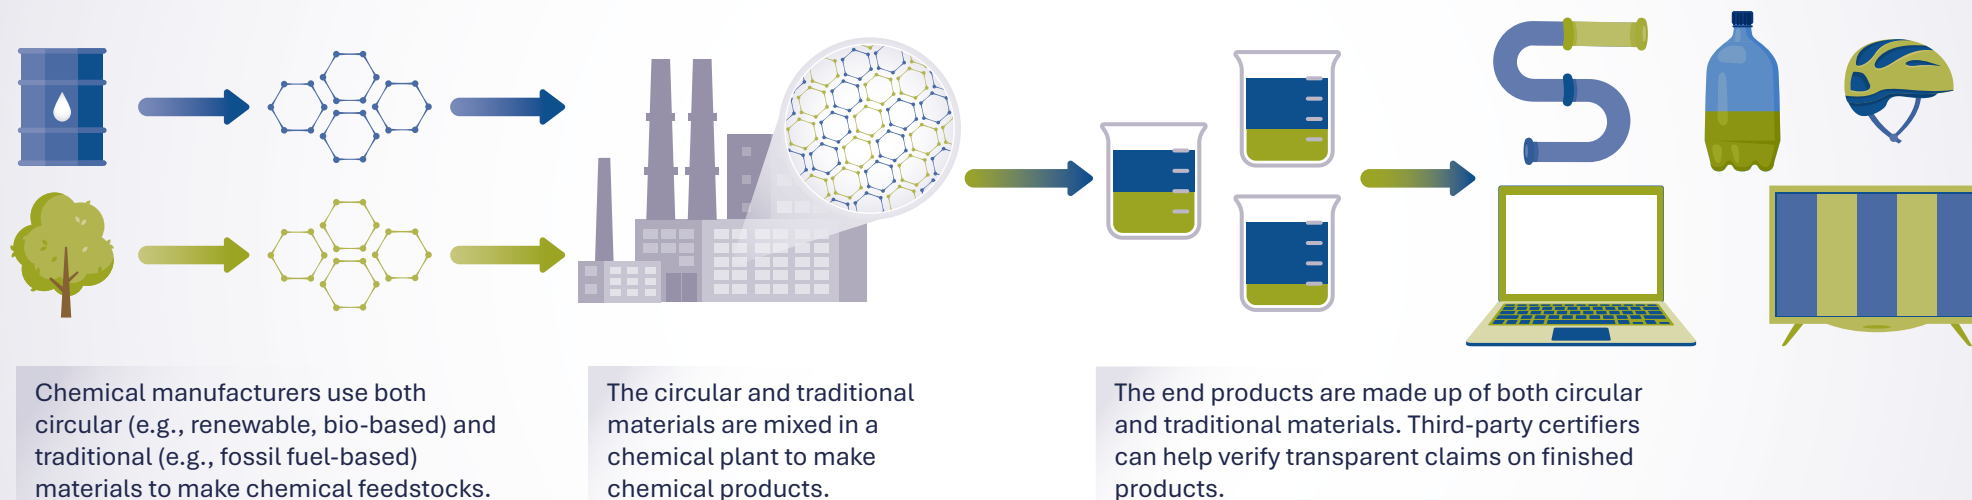 Chemical manufacturers use both
circular (e.g., renewable, bio-based) and
traditional (e.g., fossil fuel-based)
materials to make chemical feedstocks.
The circular and traditional
materials are mixed in a
chemical plant to make
chemical products.
The end products are made up of both circular
and traditional materials. Third-party certifiers
can help verify transparent claims on finished
products.